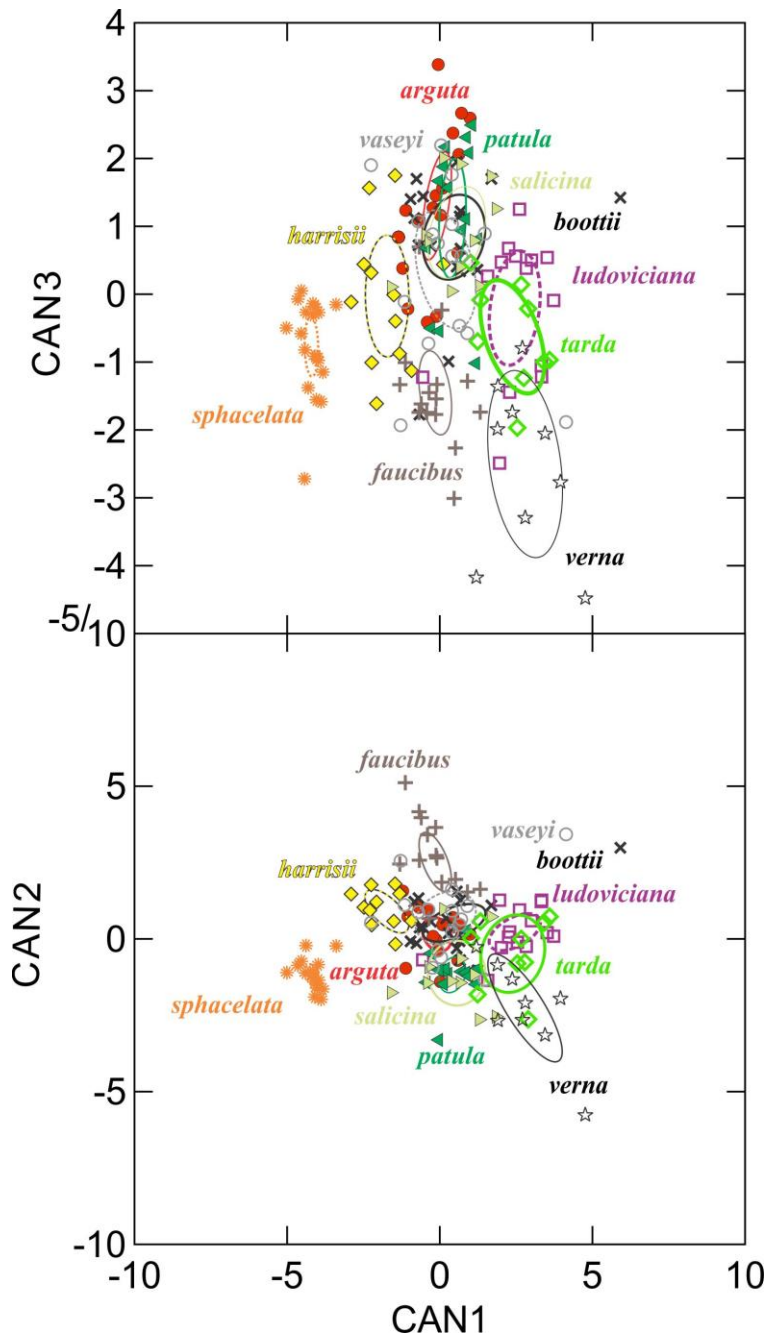 4
3
arguta
vaseyi
patula
2
salicina
1
boottii
harrisii
ludoviciana
CAN3
0
tarda
-1
sphacelata
-2
faucibus
-3
verna
-4
-5/10
faucibus
5
vaseyi
boottii
harrisii
ludoviciana
CAN2
0
arguta
tarda
sphacelata
salicina
patula
verna
-5
-10
-10 -5 0 5 10
CAN1